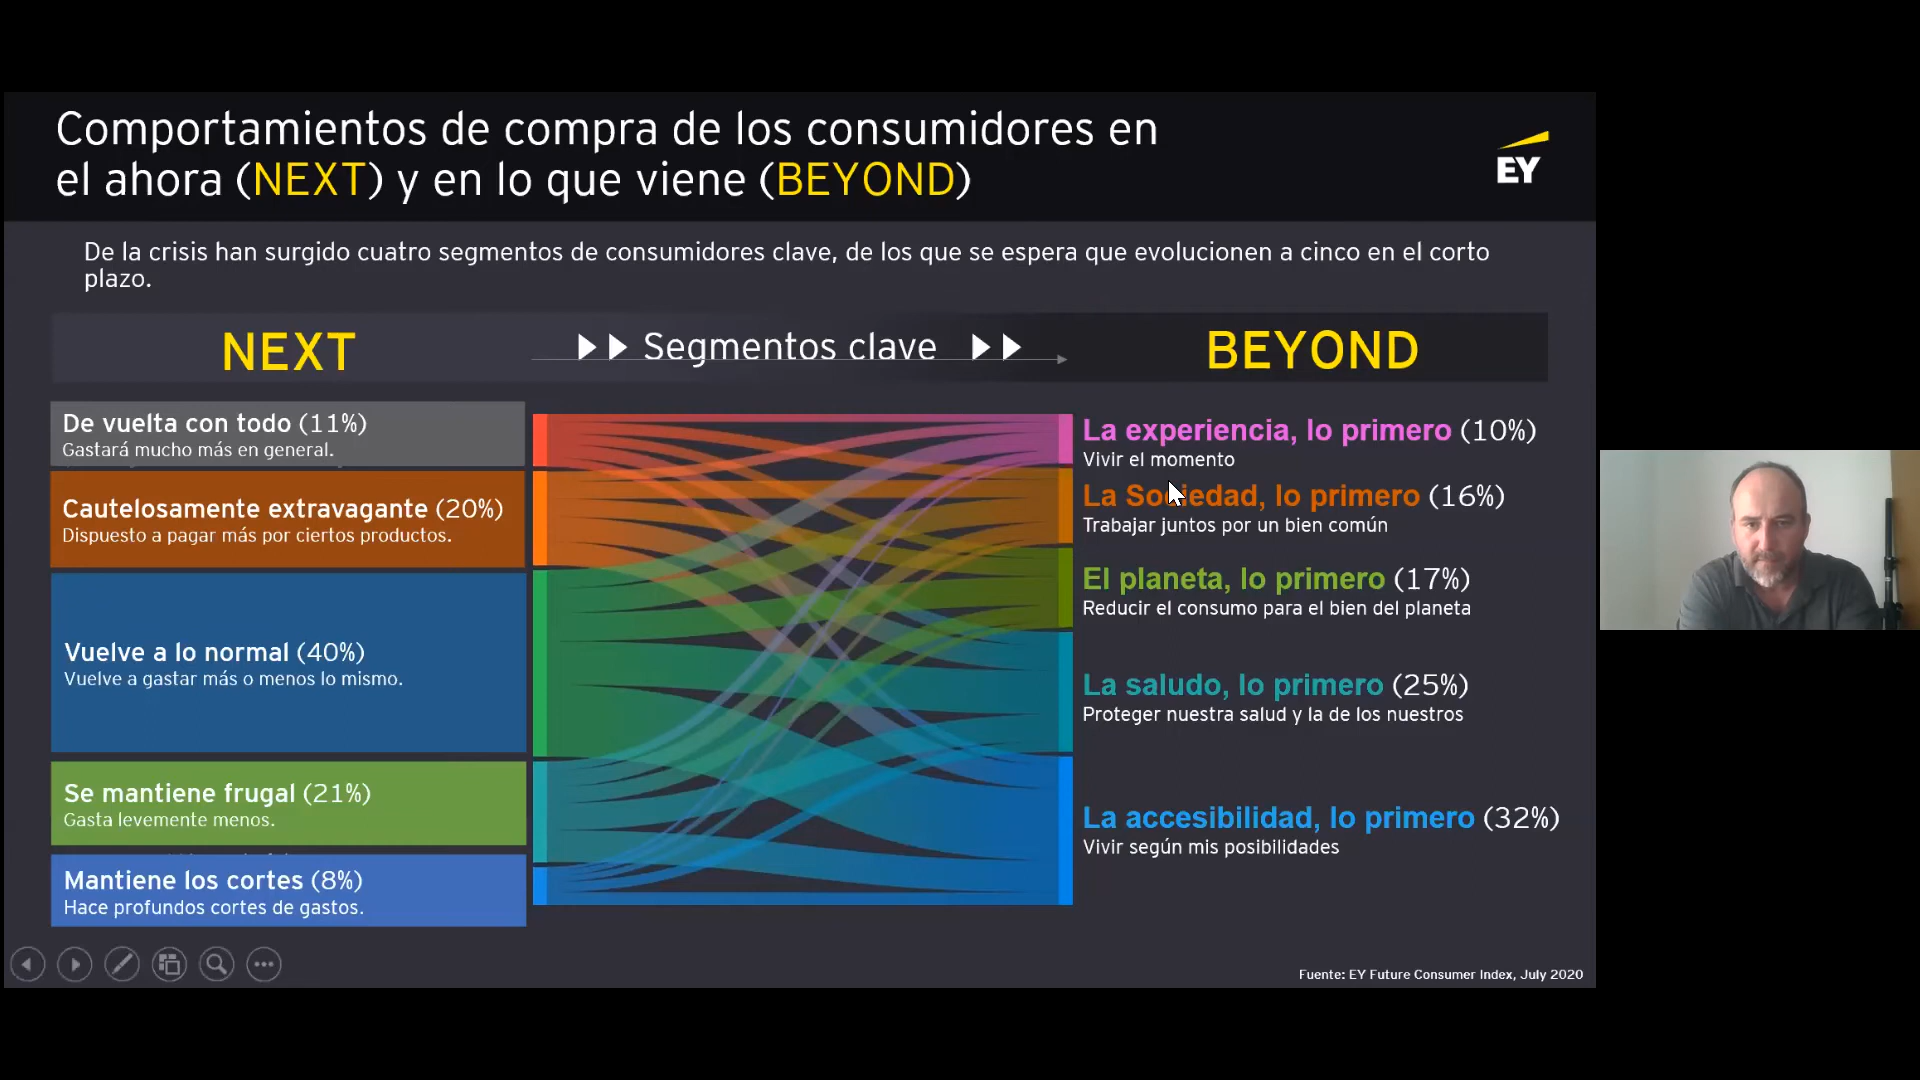 Comportamientos de compra de los consumidores en
el ahora (NEXT) y en lo que viene (BEYOND)
EY
De la crisis han surgido cuatro segmentos de consumidores clave, de los que se espera que evolucionen a cinco en el corto
plazo.
NEXT
Segmentos clave
BEYOND
De vuelta con todo (11%)
Gastará mucho más en general.
Cautelosamente extravagante (20%)
Dispuesto a pagar más por ciertos productos.
Vuelve a lo normal (40%)
Vuelve a gastar más o menos lo mismo.
Se mantiene frugal (21%)
Gasta levemente menos.
Mantiene los cortes (8%)
Hace profundos cortes de gastos.
La experiencia, lo primero (10%)
Vivir el momento
La Sociedad, lo primero (16%)
Trabajar juntos por un bien común
El planeta, lo primero (17%)
Reducir el consumo para el bien del planeta
La saludo, lo primero (25%)
Proteger nuestra salud y la de los nuestros
La accesibilidad, lo primero (32%)
Vivir según mis posibilidades
Fuente: EY Future Consumer Index, July 2020